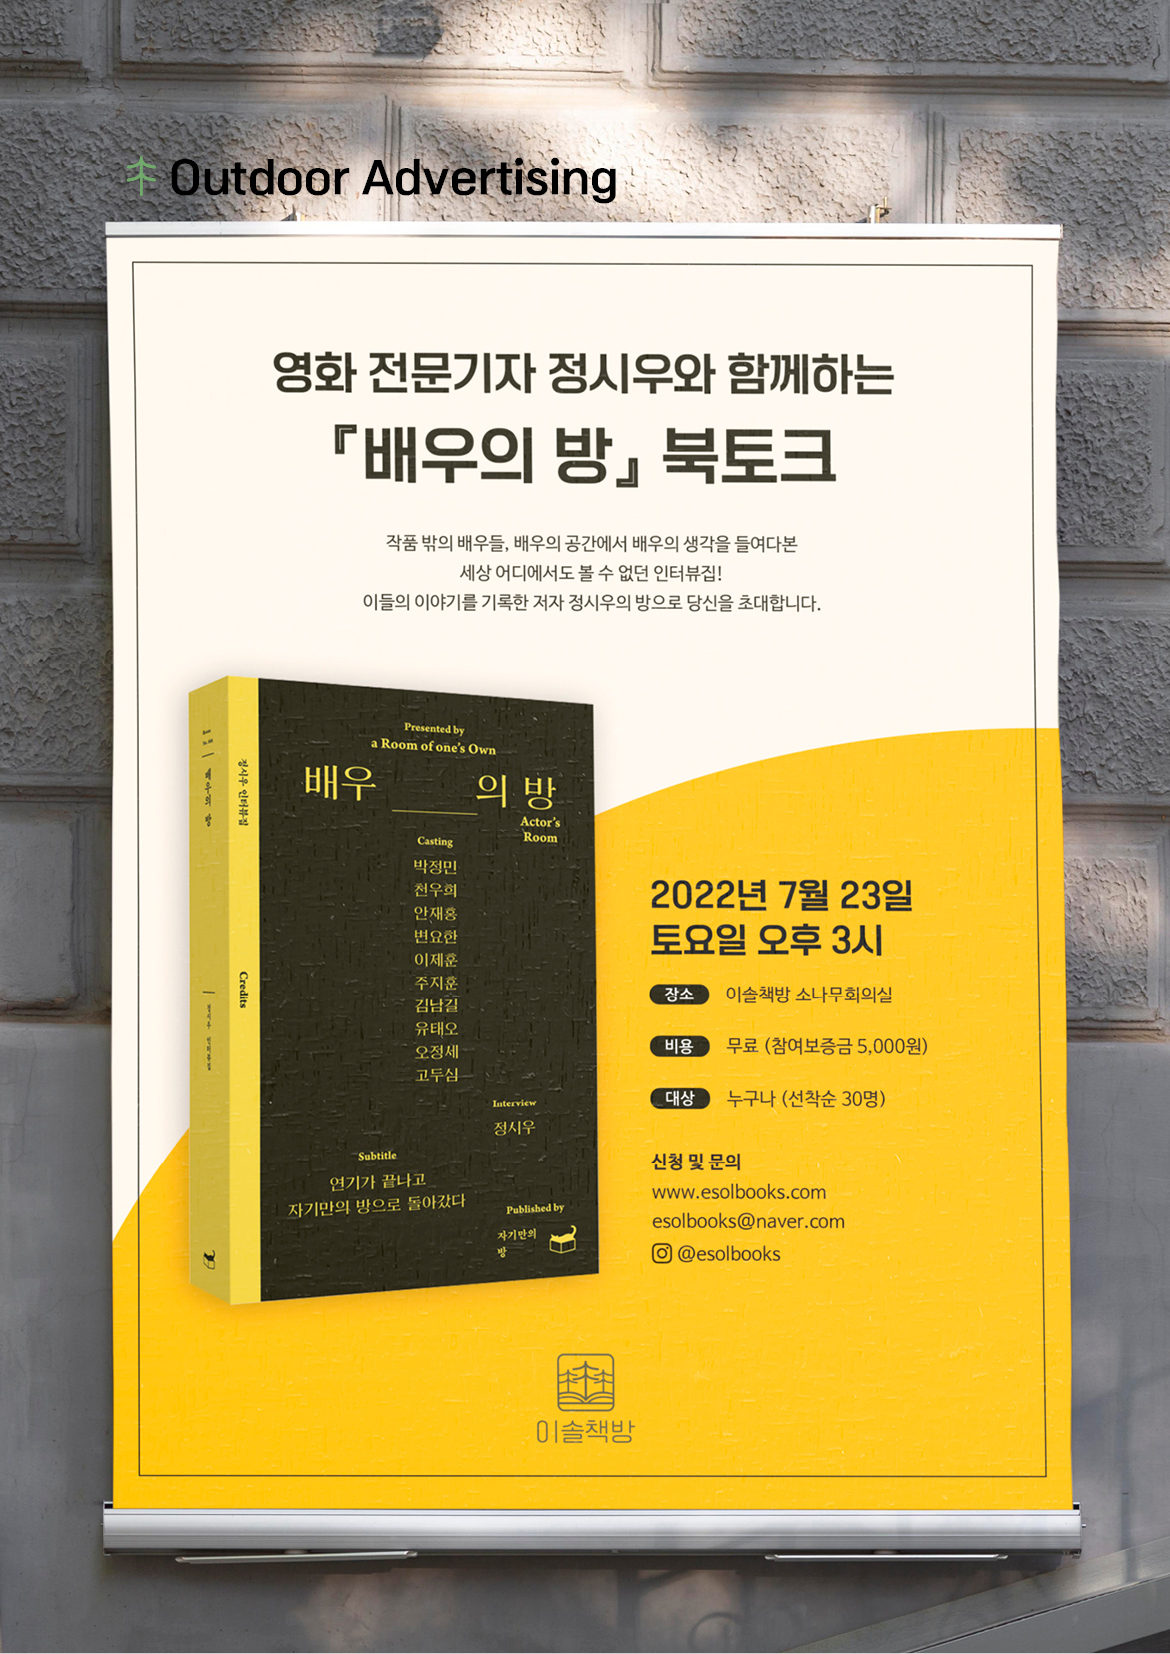 Outdoor Advertising
영화 전문기자 정시우와 함께하는
『배우의 방』 북토크
작품 밖의 배우들, 배우의 공간에서 배우의 생각을 들여다본
세상 어디에서도 볼 수 없던 인터뷰집!
이들의 이야기를 기록한 저자 정시우의 방으로 당신을 초대합니다.
배우의 방
정시우 인터뷰집
정시우 인터뷰집
Credits
Presented by
a Room of one's Own
배우 의 방
Actor's
Room
Casting
박정민
천우희
안재홍
변요한
이제훈
주지훈
김남길
유태오
오정세
고두심
Interview
정시우
Subtitle
연기가 끝나고
자기만의 방으로 돌아갔다
Published by
자기만의
방
2022년 7월 23일
토요일 오후 3시
장소 이솔책방 소나무회의실
비용 무료 (참여보증금 5,000원)
대상 누구나 (선착순 30명)
신청 및 문의
www.esolbooks.com
esolbooks@naver.com
@esolbooks
이솔책방